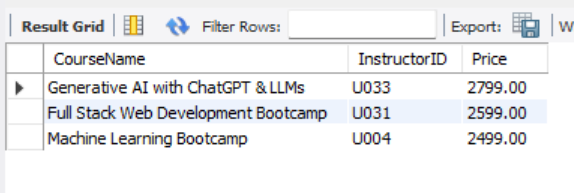 Result Grid Filter Rows: Export: W
CourseName InstructorID Price
Generative AI with ChatGPT & LLMs U033 2799.00
Full Stack Web Development Bootcamp U031 2599.00
Machine Learning Bootcamp U004 2499.00